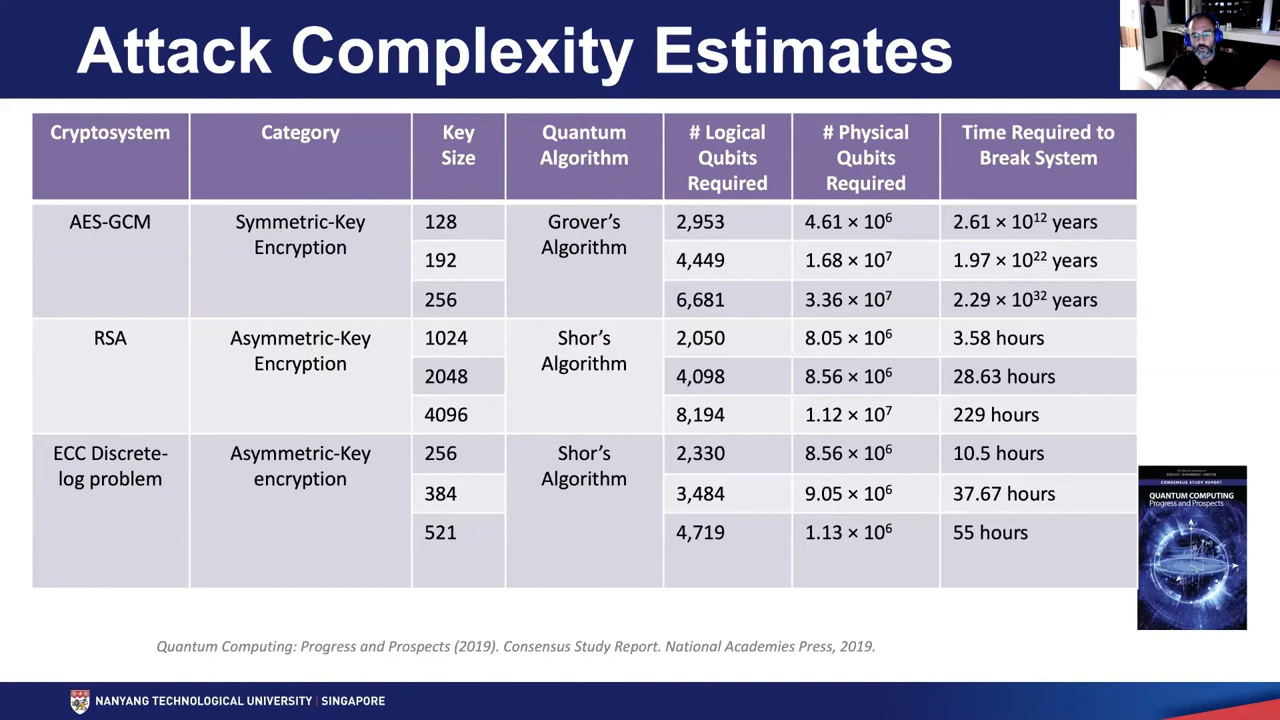 Attack Complexity Estimates
Cryptosystem
Category
Key
Size
Quantum
Algorithm
# Logical
Qubits
Required
# Physical
Qubits
Required
Time Required to
Break System
AES-GCM
Symmetric-Key
Encryption
128
Grover’s
Algorithm
2,953
4.61 × 10⁶
2.61 × 10¹² years
192
4,449
1.68 × 10⁷
1.97 × 10²² years
256
6,681
3.36 × 10⁷
2.29 × 10³² years
RSA
Asymmetric-Key
Encryption
1024
Shor’s
Algorithm
2,050
8.05 × 10⁶
3.58 hours
2048
4,098
8.56 × 10⁶
28.63 hours
4096
8,194
1.12 × 10⁷
229 hours
ECC Discrete-
log problem
Asymmetric-Key
encryption
256
Shor’s
Algorithm
2,330
8.56 × 10⁶
10.5 hours
384
3,484
9.05 × 10⁶
37.67 hours
521
4,719
1.13 × 10⁶
55 hours
CONSENSUS STUDY REPORT
QUANTUM COMPUTING
Progress and Prospects
Quantum Computing: Progress and Prospects (2019). Consensus Study Report. National Academies Press, 2019.
NANYANG TECHNOLOGICAL UNIVERSITY | SINGAPORE